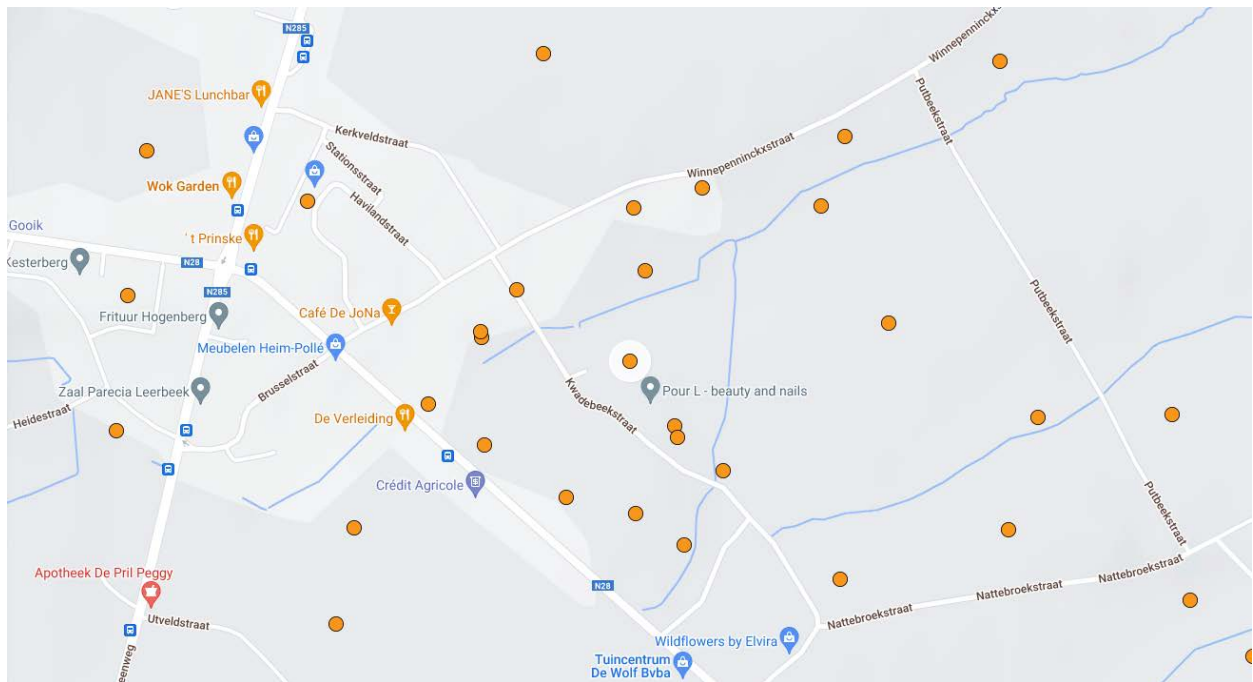 N285
Winnepenninckx
JANE'S Lunchbar
Putbeekstraat
Kerkveldstraat
Stationsstraat
Winnepenninckxstraat
Wok Garden
Havilandstraat
Gooik
't Prinske
Kesterberg
N28
N285
Putbeekstraat
Frituur Hogenberg
Café De JoNa
Meubelen Heim-Pollé
Brusselstraat
Zaal Parecia Leerbeek
Pour L - beauty and nails
Kwadebeekstraat
Heidestraat
De Verleiding
Crédit Agricole
Putbeekstraat
Apotheek De Pril Peggy
N28
Nattebroekstraat
Nattebroekstraat
Nattebroekstraat
Utveldstraat
Wildflowers by Elvira
eenweg
Tuincentrum
De Wolf Bvba